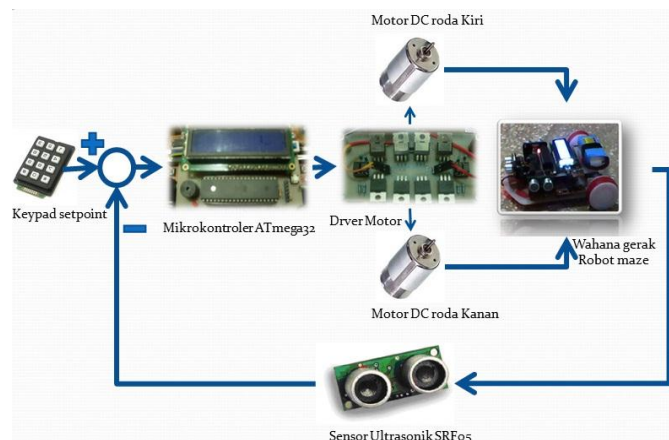 Motor DC roda Kiri
Keypad setpoint
Mikrokontroler ATmega32
Drver Motor
Wahana gerak
Robot maze
Motor DC roda Kanan
Sensor Ultrasonik SRF05